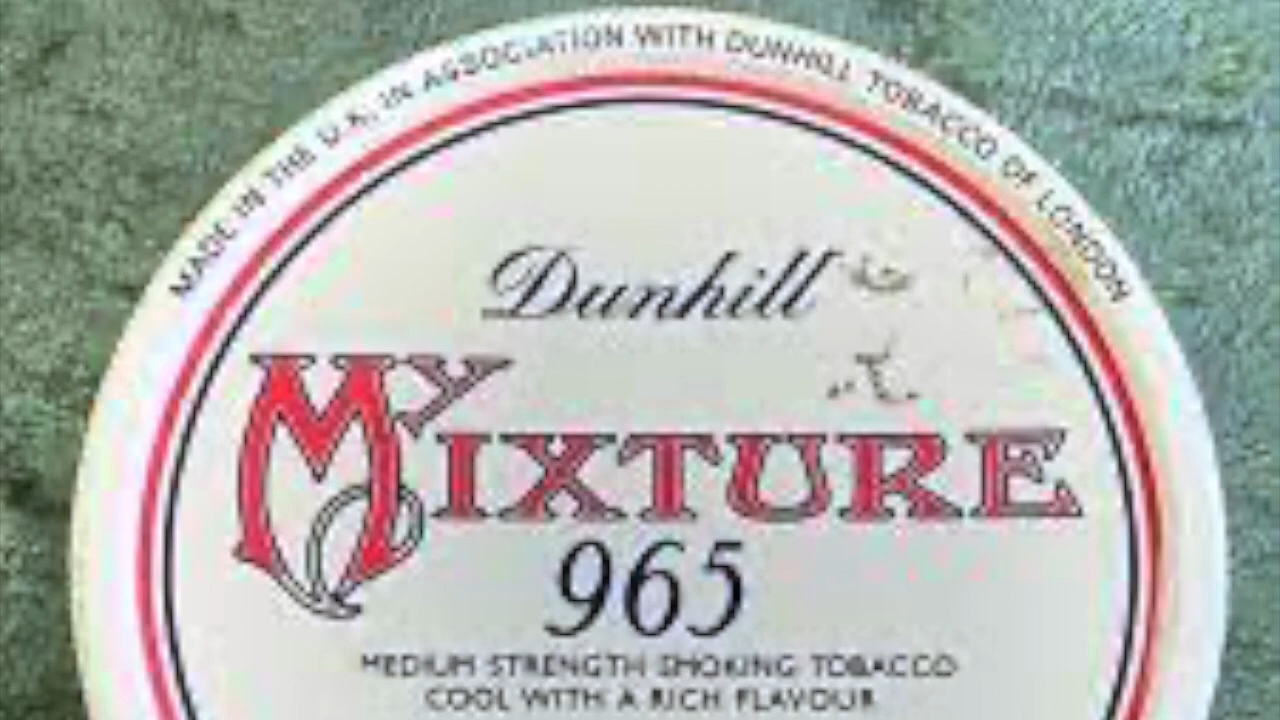 MADE IN THE U.K. IN ASSOCIATION WITH DUNHILL TOBACCO OF LONDON
Dunhill
MY MIXTURE
965
MEDIUM STRENGTH SMOKING TOBACCO
COOL WITH A RICH FLAVOUR